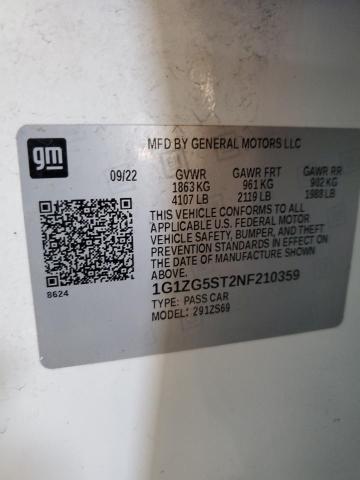 gm
MFD BY GENERAL MOTORS LLC
09/22 GVWR GAWR FRT GAWR RR
1863 KG 961 KG 902 KG
4107 LB 2119 LB 1988 LB
THIS VEHICLE CONFORMS TO ALL
APPLICABLE U.S. FEDERAL MOTOR
VEHICLE SAFETY, BUMPER, AND THEFT
PREVENTION STANDARDS IN EFFECT
ON THE DATE OF MANUFACTURE SHOWN
ABOVE.
1G1ZG5ST2NF210359
TYPE: PASS CAR
MODEL: 291ZS69
8624